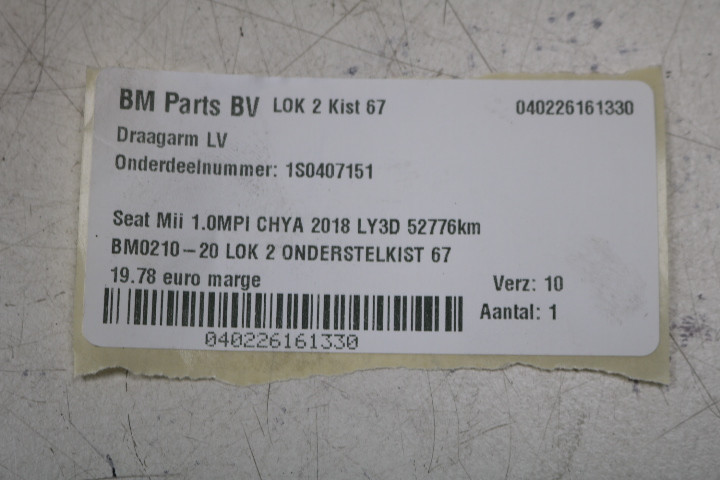 BM Parts BV LOK 2 Kist 67 040226161330
Draagarm LV
Onderdeelnummer: 1S0407151
Seat Mii 1.0MPI CHYA 2018 LY3D 52776km
BM0210-20 LOK 2 ONDERSTELKIST 67
19.78 euro marge Verz: 10
Aantal: 1
040226161330